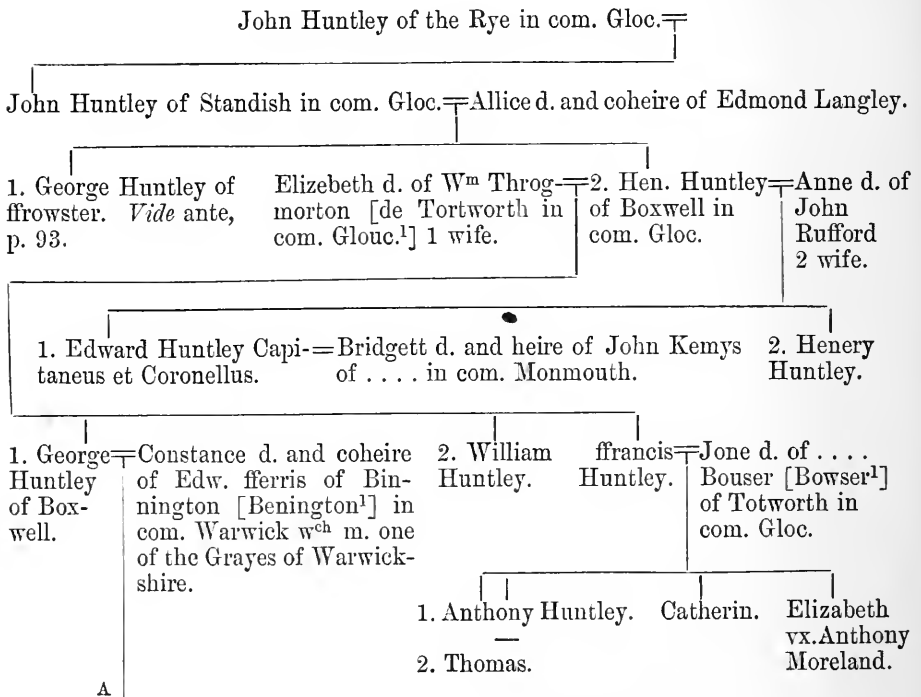 John Huntley of the Rye in com. Gloc.
John Huntley of Standish in com. Gloc. Allice d. and coheire of Edmond Langley.
1. George Huntley of
ffrowster. Vide ante,
p. 93.
Elizebeth d. of Wᵐ Throg-
morton [de Tortworth in
com. Glouc.¹] 1 wife.
2. Hen. Huntley
of Boxwell in
com. Gloc.
Anne d. of
John
Rufford
2 wife.
1. Edward Huntley Capi-
taneus et Coronellus.
Bridgett d. and heire of John Kemys
of . . . . in com. Monmouth.
2. Henery
Huntley.
1. George
Huntley
of Box-
well.
Constance d. and coheire
of Edw. fferris of Bin-
nington [Benington¹] in
com. Warwick wᶜʰ m. one
of the Grayes of Warwick-
shire.
2. William
Huntley.
ffrancis
Huntley.
Jone d. of . . . .
Bouser [Bowser¹]
of Totworth in
com. Gloc.
1. Anthony Huntley.
—
2. Thomas.
Catherin.
Elizabeth
vx. Anthony
Moreland.
A